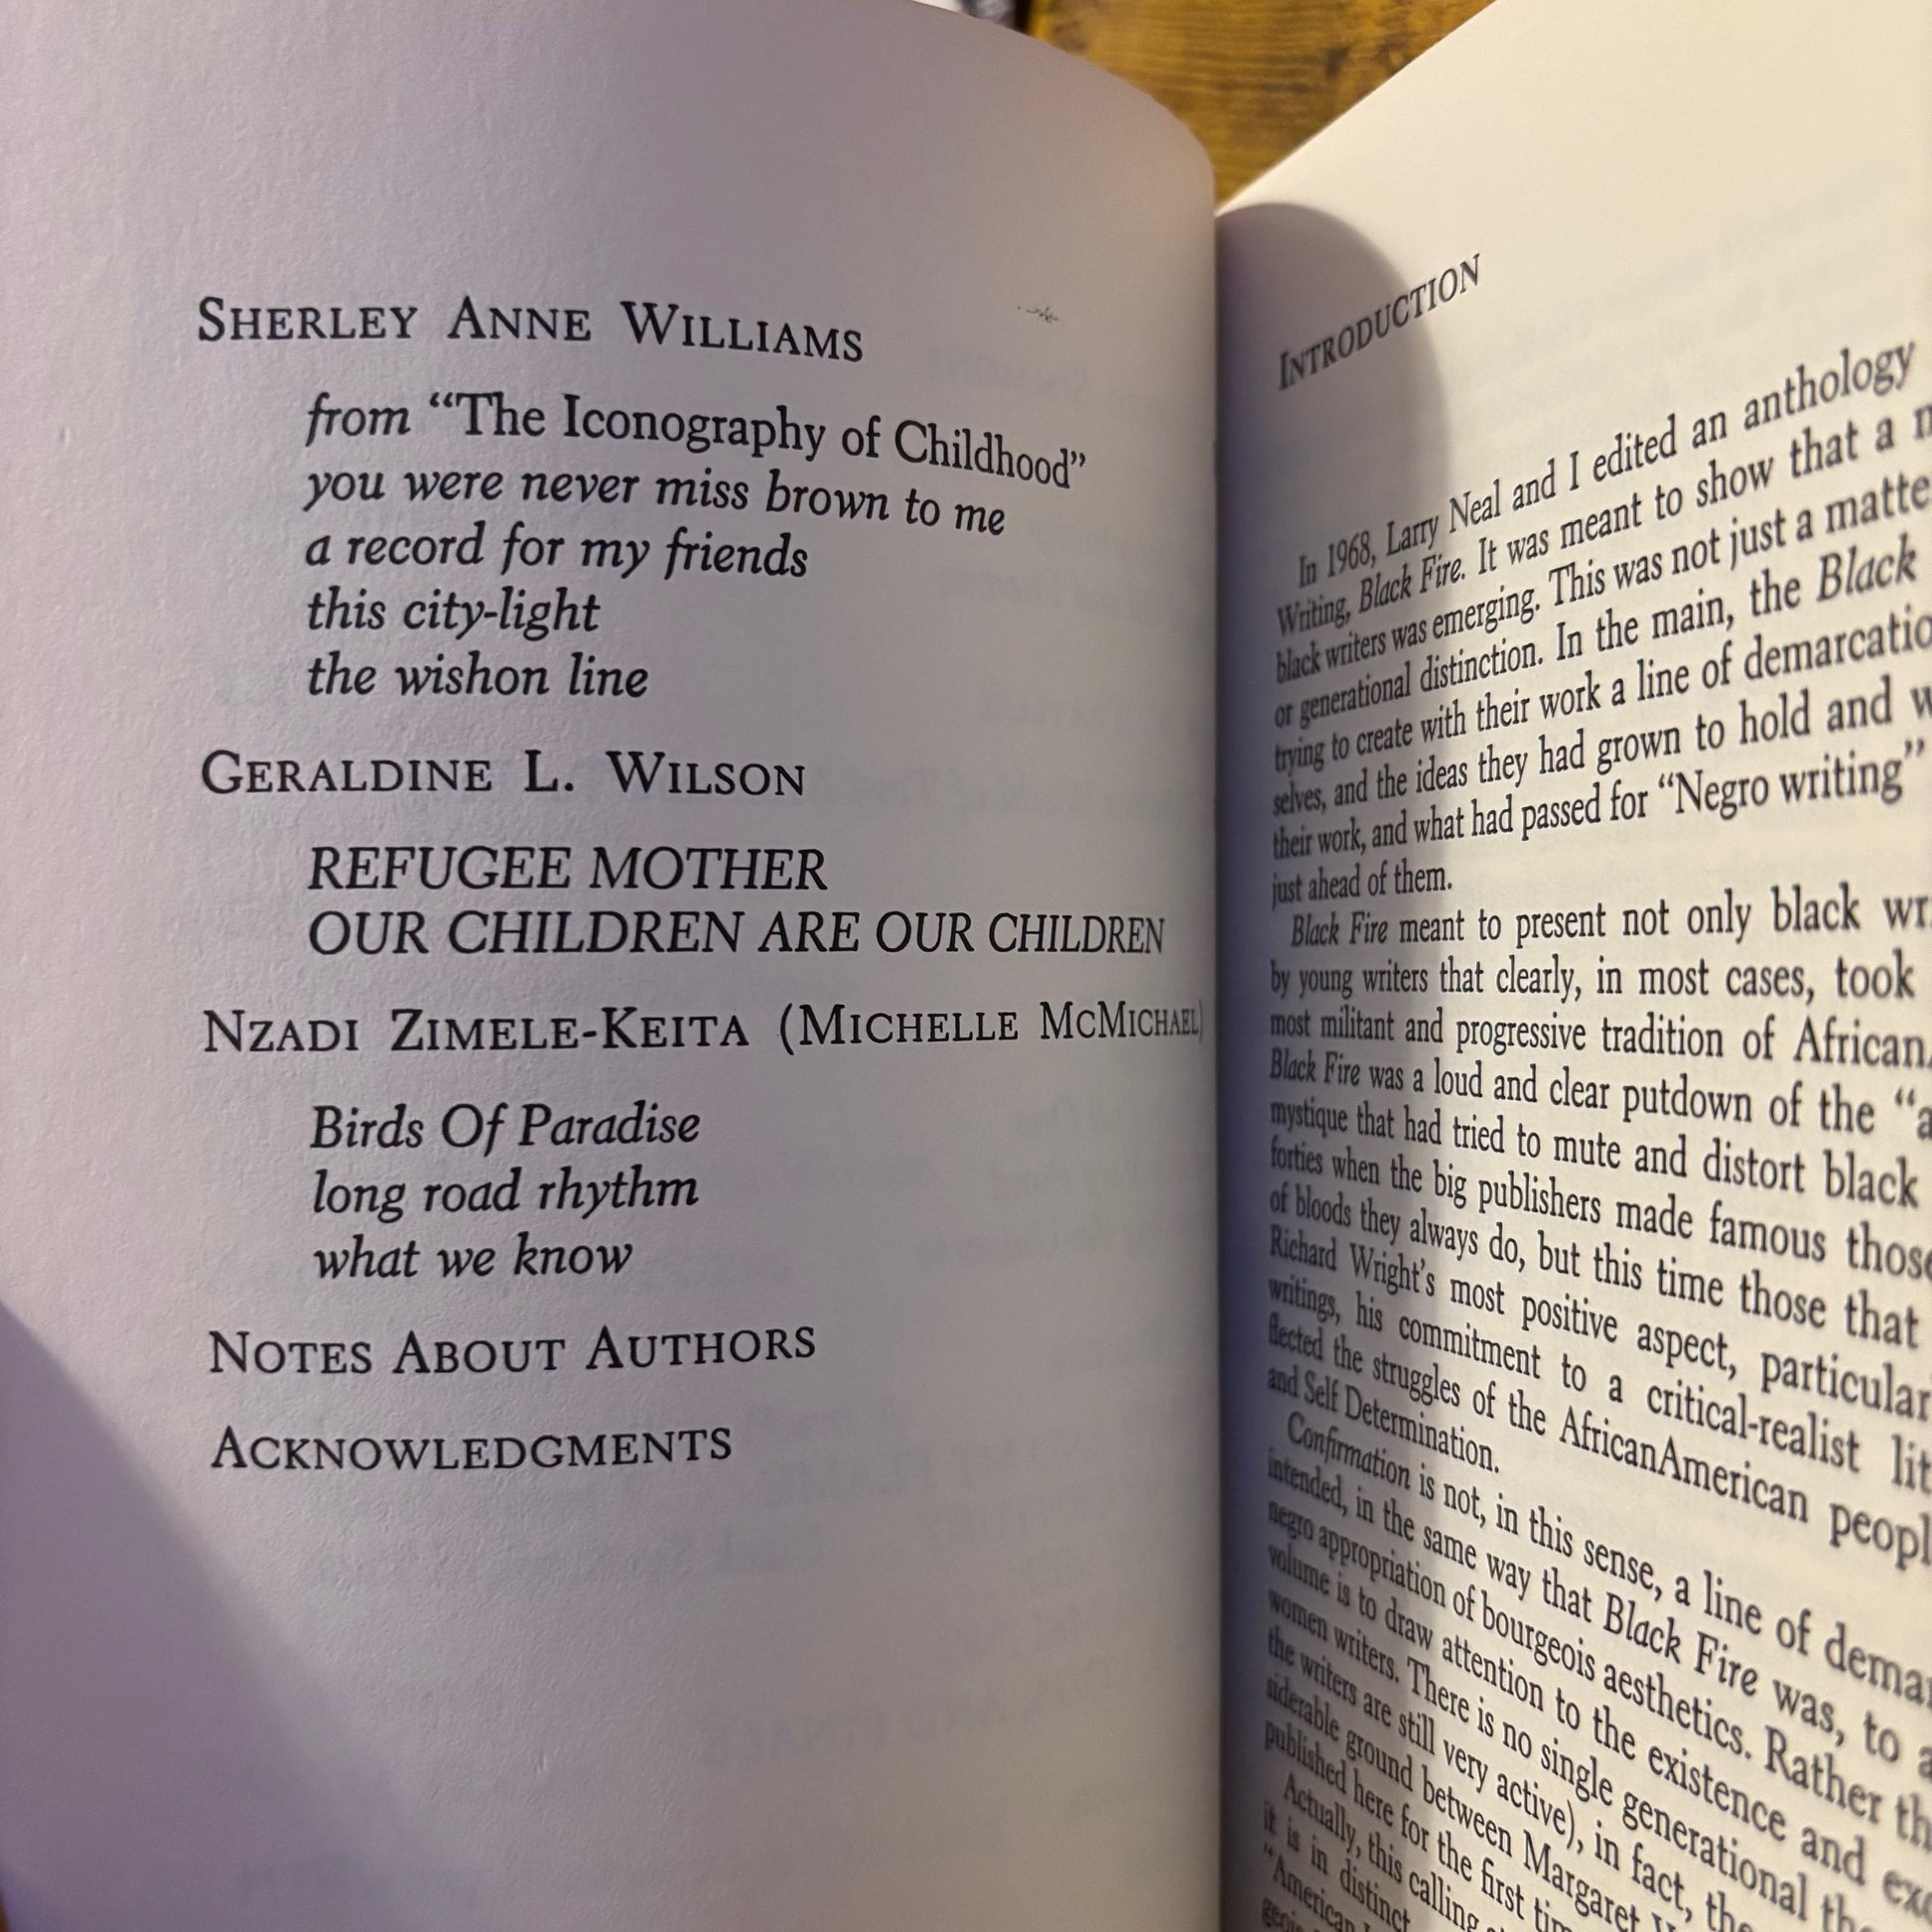 SHERLEY ANNE WILLIAMS
from “The Iconography of Childhood”
you were never miss brown to me
a record for my friends
this city-light
the wishon line
GERALDINE L. WILSON
REFUGEE MOTHER
OUR CHILDREN ARE OUR CHILDREN
NZADI ZIMELE-KEITA (MICHELLE MCMICHAEL)
Birds Of Paradise
long road rhythm
what we know
NOTES ABOUT AUTHORS
ACKNOWLEDGMENTS
INTRODUCTION
In 1968, Larry Neal and I edited an anthology
Writing, Black Fire. It was meant to show that a
black writers was emerging. This was not just a
or generational distinction. In the main, the Black
trying to create with their work a line of
selves, and the ideas they had grown to hold and
their work, and what had passed for “Negro writing”
just ahead of them.
Black Fire meant to present not only black
by young writers that clearly, in most cases, took
most militant and progressive tradition of
Black Fire was a loud and clear putdown of the
mystique that had tried to mute and distort black
forties when the big publishers made famous
of bloods they always do, but this time those that
Richard Wright’s most positive aspect,
writings, his commitment to a critical-realist
flected the struggles of the AfricanAmerican
and Self Determination.
Confirmation is not, in this sense, a line of
intended, in the same way that Black Fire was, to
negro appropriation of bourgeois aesthetics. Rather
volume is to draw attention to the existence and
women writers. There is no single generational
the writers are still very active), in fact,
siderable ground between Margaret
published here for the first
Actually, this calling
it is in distinct
“American